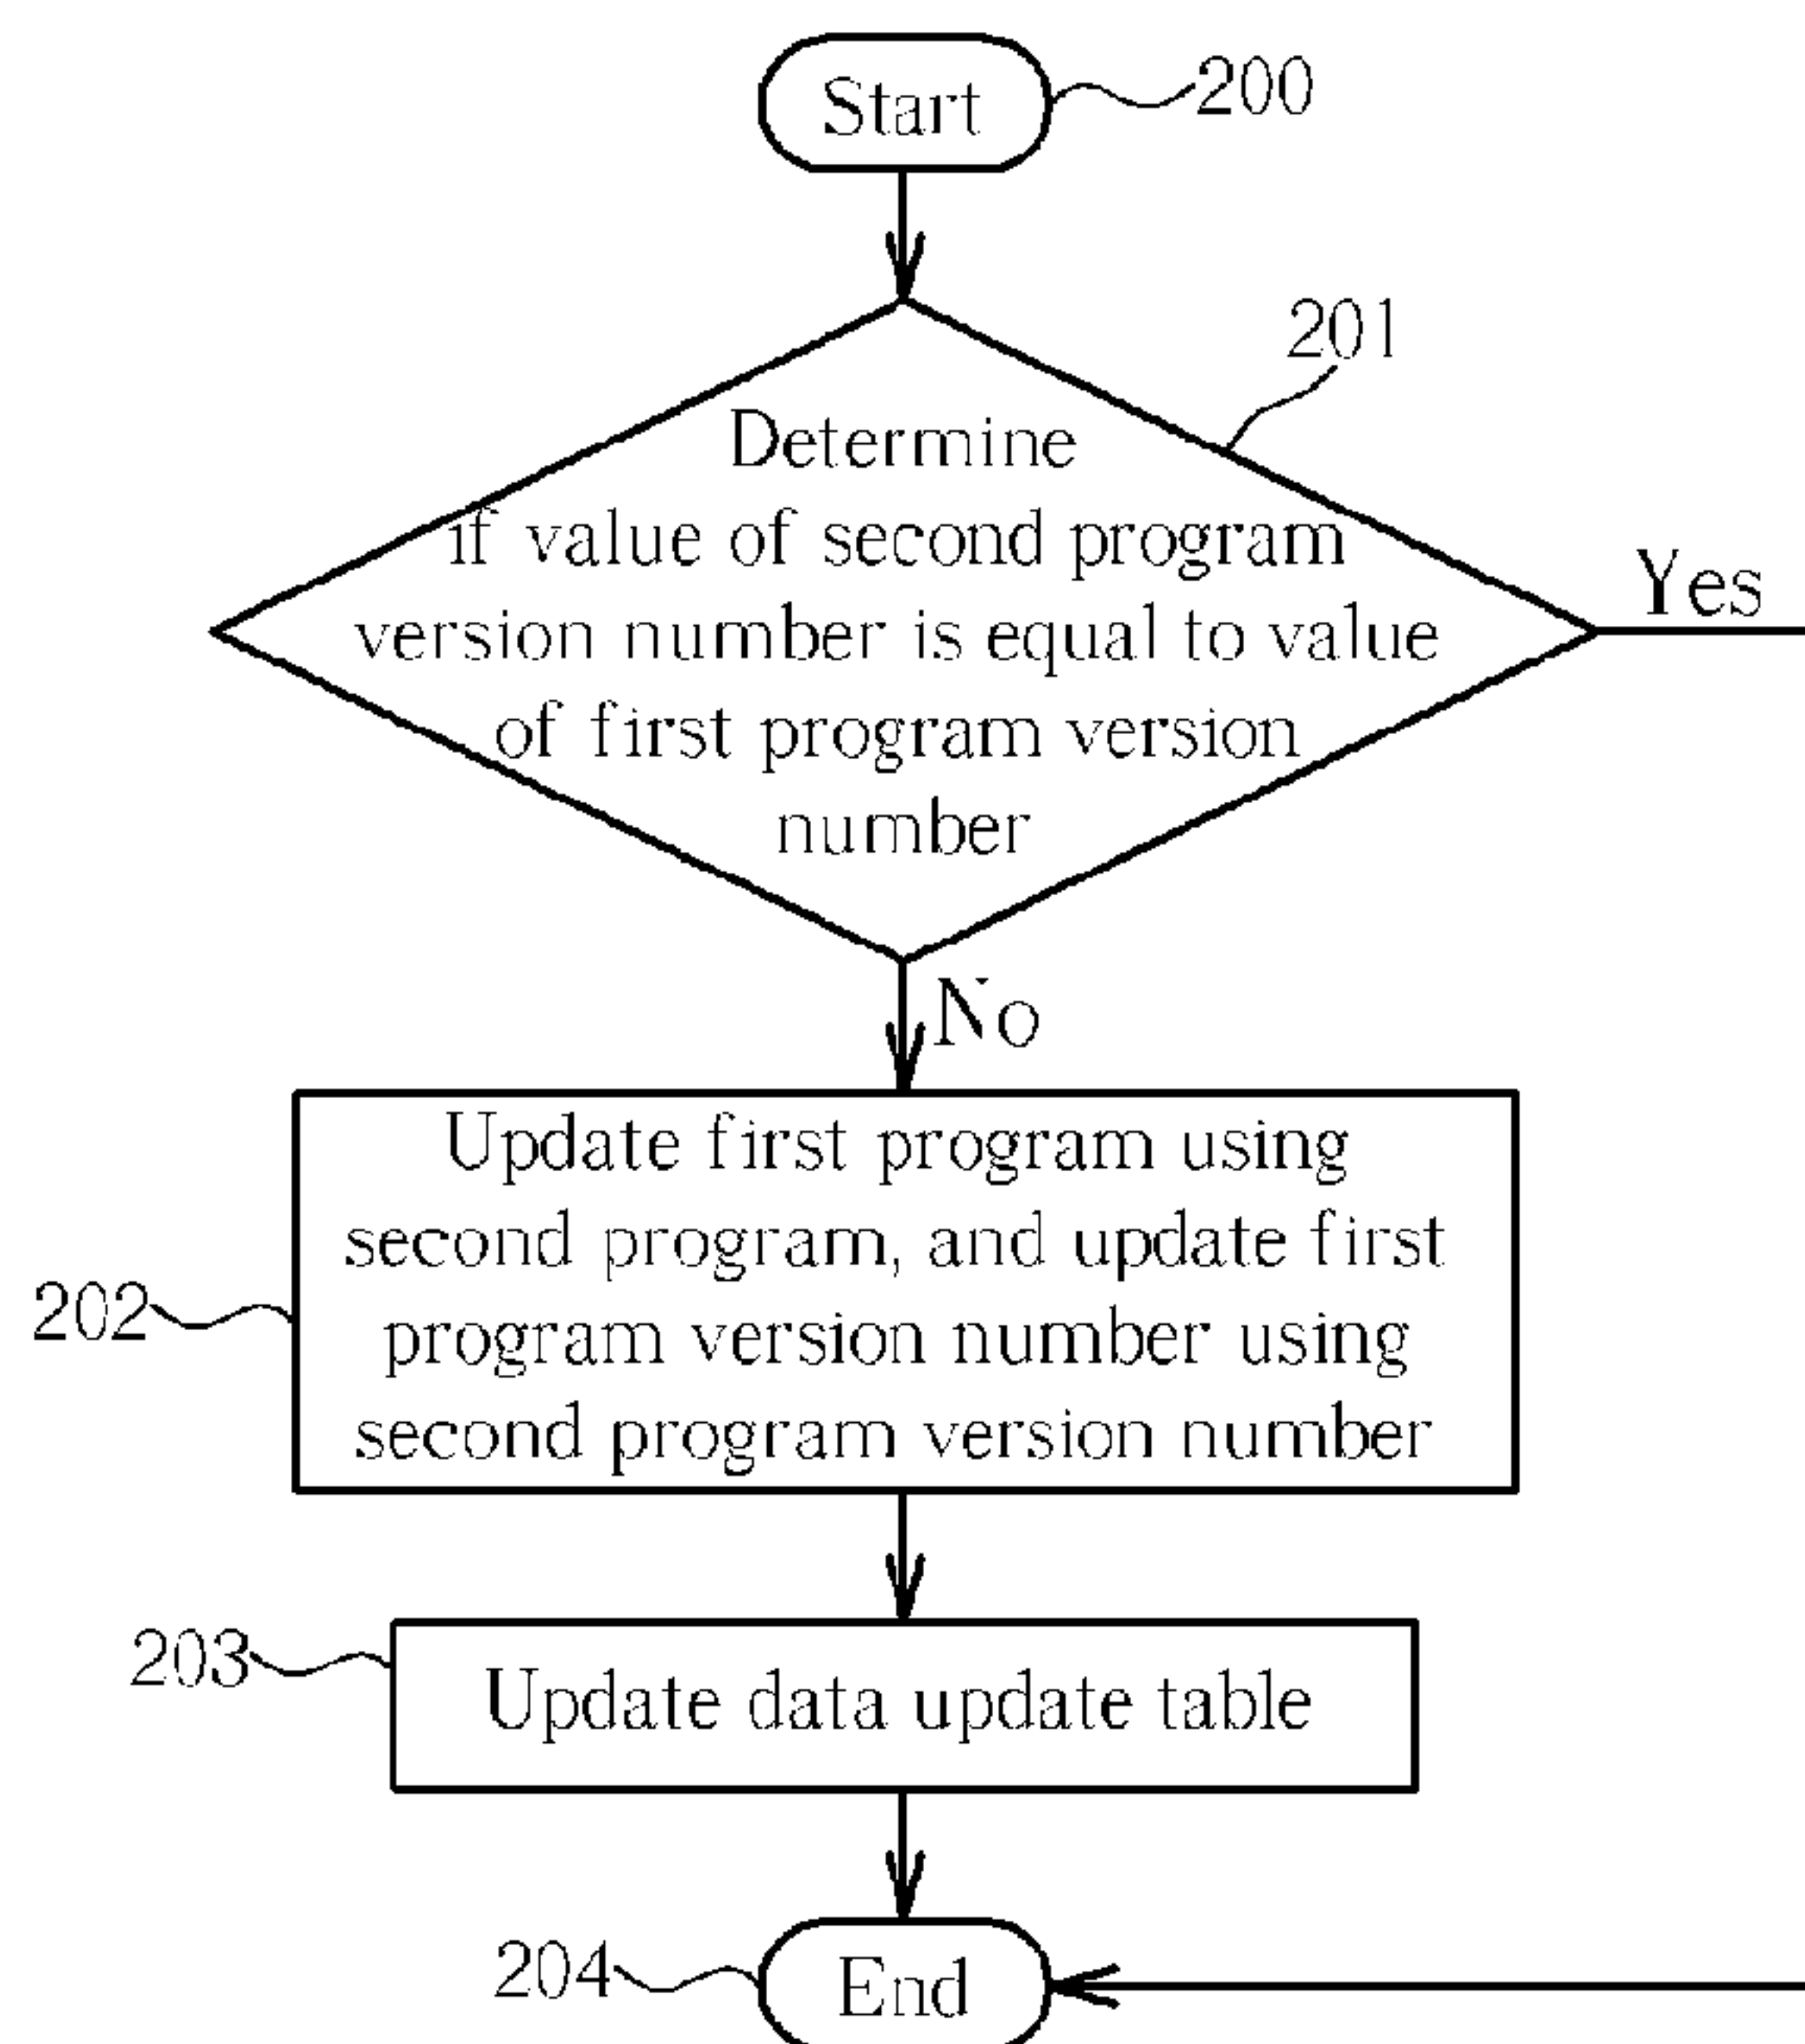 Start
200
201
Determine
if value of second program
version number is equal to value
of first program version
number
Yes
No
Update first program using
second program, and update first
program version number using
second program version number
202
203
Update data update table
204
End